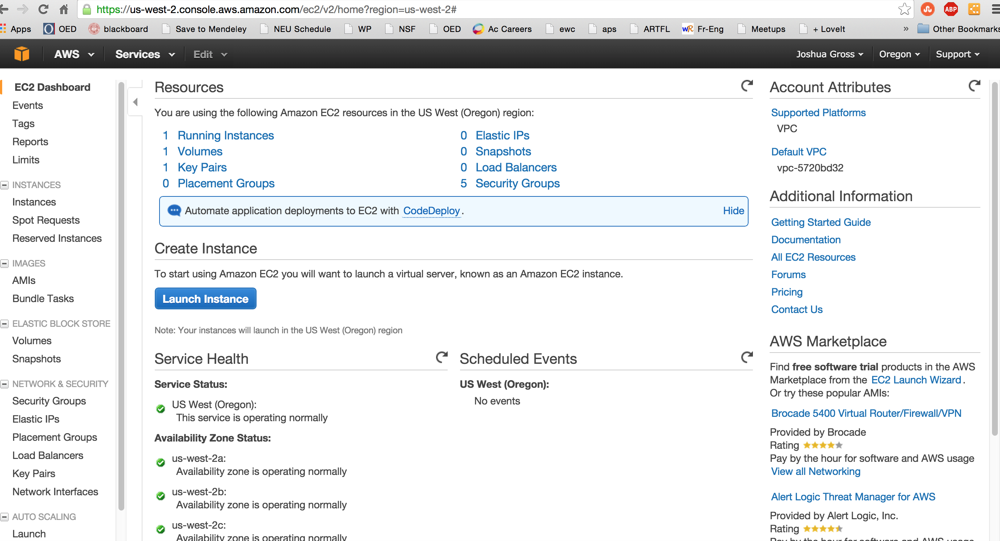 https://us-west-2.console.aws.amazon.com/ec2/v2/home?region=us-west-2#
ABP
Apps OED blackboard Save to Mendeley NEU Schedule WP NSF OED Ac Careers ewc aps ARTFL wR Fr-Eng Meetups + LoveIt » Other Bookmarks
AWS Services Edit Joshua Gross Oregon Support
EC2 Dashboard
Events
Tags
Reports
Limits
INSTANCES
Instances
Spot Requests
Reserved Instances
IMAGES
AMIs
Bundle Tasks
ELASTIC BLOCK STORE
Volumes
Snapshots
NETWORK & SECURITY
Security Groups
Elastic IPs
Placement Groups
Load Balancers
Key Pairs
Network Interfaces
AUTO SCALING
Launch
Resources
You are using the following Amazon EC2 resources in the US West (Oregon) region:
1 Running Instances
1 Volumes
1 Key Pairs
0 Placement Groups
0 Elastic IPs
0 Snapshots
0 Load Balancers
5 Security Groups
Automate application deployments to EC2 with CodeDeploy. Hide
Create Instance
To start using Amazon EC2 you will want to launch a virtual server, known as an Amazon EC2 instance.
Launch Instance
Note: Your instances will launch in the US West (Oregon) region
Service Health
Service Status:
US West (Oregon):
This service is operating normally
Availability Zone Status:
us-west-2a:
Availability zone is operating normally
us-west-2b:
Availability zone is operating normally
us-west-2c:
Availability zone is operating normally
Scheduled Events
US West (Oregon):
No events
Account Attributes
Supported Platforms
VPC
Default VPC
vpc-5720bd32
Additional Information
Getting Started Guide
Documentation
All EC2 Resources
Forums
Pricing
Contact Us
AWS Marketplace
Find free software trial products in the AWS
Marketplace from the EC2 Launch Wizard.
Or try these popular AMIs:
Brocade 5400 Virtual Router/Firewall/VPN
Provided by Brocade
Rating
Pay by the hour for software and AWS usage
View all Networking
Alert Logic Threat Manager for AWS
Provided by Alert Logic, Inc.
Rating
Pay by the hour for software and AWS usage